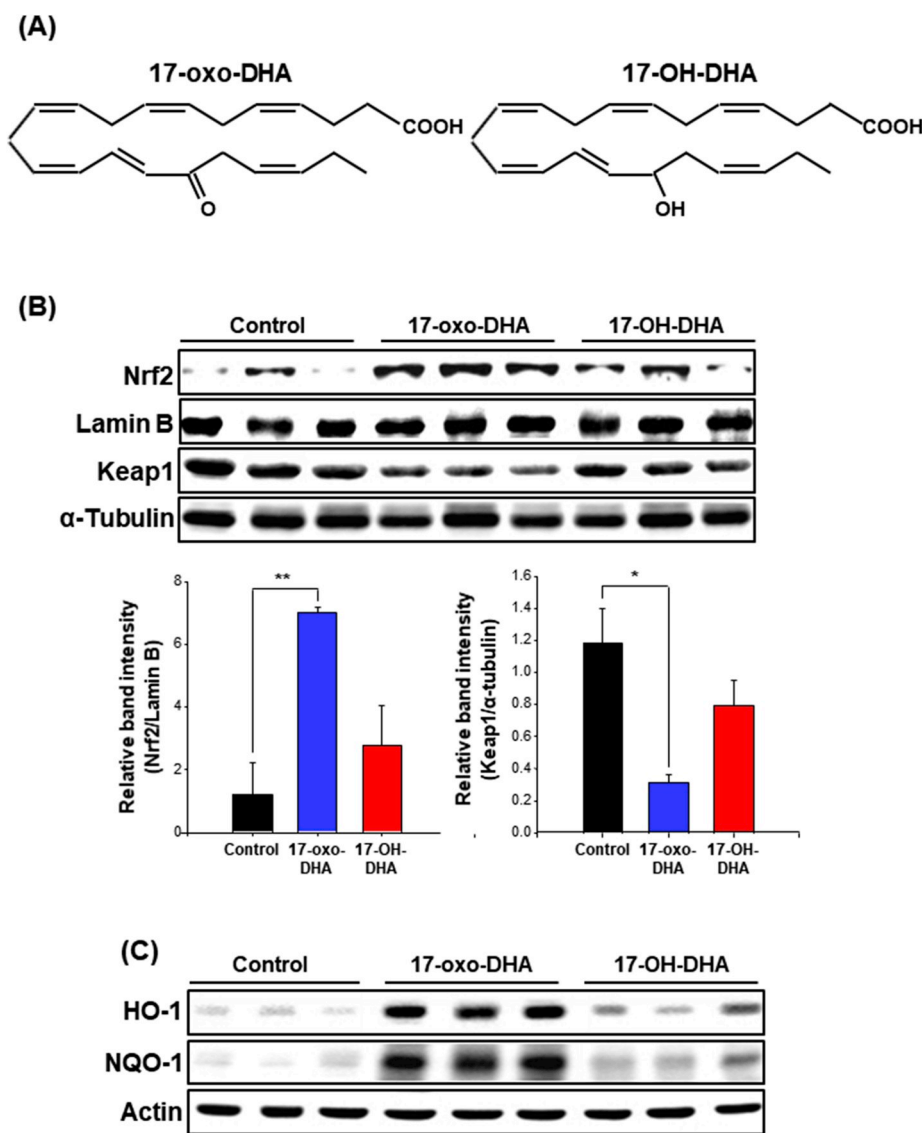 (A)
17-oxo-DHA
17-OH-DHA
COOH
COOH
O
OH
(B)
Control
17-oxo-DHA
17-OH-DHA
Nrf2
Lamin B
Keap1
α-Tubulin
Relative band intensity
(Nrf2/Lamin B)
8
6
4
2
0
**
Control
17-oxo-
DHA
17-OH-
DHA
Relative band intensity
(Keap1/α-tubulin)
1.6
1.4
1.2
1.0
0.8
0.6
0.4
0.2
0.0
*
Control
17-oxo-
DHA
17-OH-
DHA
(C)
Control
17-oxo-DHA
17-OH-DHA
HO-1
NQO-1
Actin